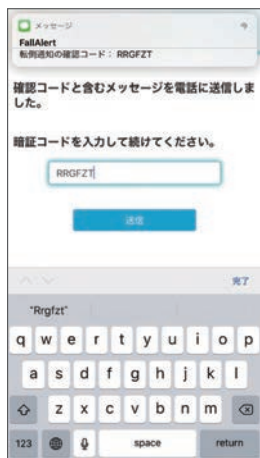 メッセージ
今
FallAlert
転倒通知の確認コード： RRGFZT
確認コードと含むメッセージを電話に送信しま
した。
暗証コードを入力して続けてください。
RRGFZT
送信
完了
"Rrgfzt"
q w e r t y u i o p
a s d f g h j k l
z x c v b n m
123 space return